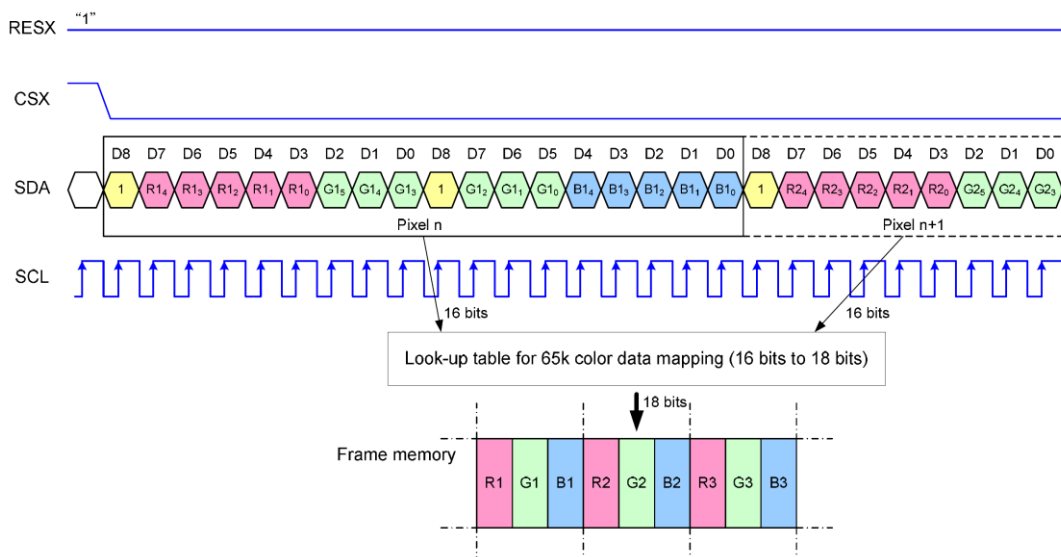 RESX "1"
CSX
D8 D7 D6 D5 D4 D3 D2 D1 D0 D8 D7 D6 D5 D4 D3 D2 D1 D0 D8 D7 D6 D5 D4 D3 D2 D1 D0
SDA 1 R1₄ R1₃ R1₂ R1₁ R1₀ G1₅ G1₄ G1₃ 1 G1₂ G1₁ G1₀ B1₄ B1₃ B1₂ B1₁ B1₀ 1 R2₄ R2₃ R2₂ R2₁ R2₀ G2₅ G2₄ G2₃
Pixel n Pixel n+1
SCL
16 bits 16 bits
Look-up table for 65k color data mapping (16 bits to 18 bits)
18 bits
Frame memory
R1 G1 B1 R2 G2 B2 R3 G3 B3